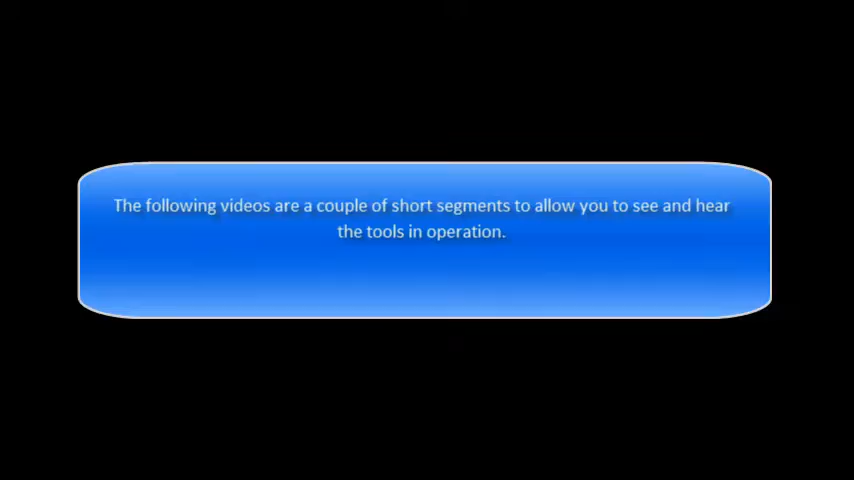 The following videos are a couple of short segments to allow you to see and hear
the tools in operation.